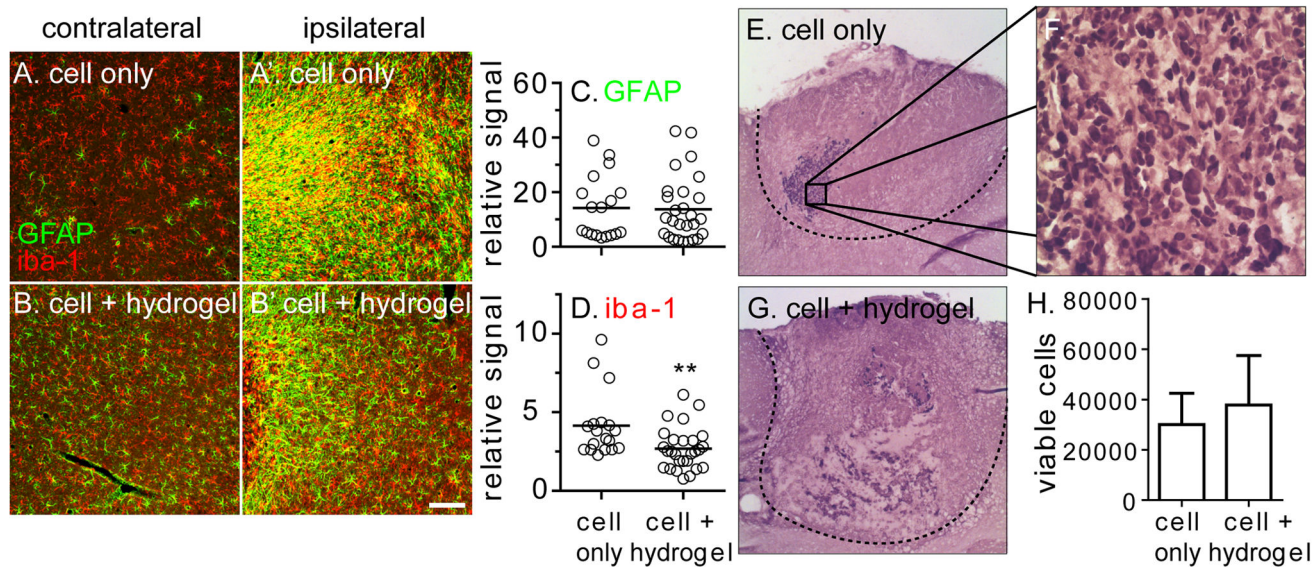 contralateral
ipsilateral
A. cell only
GFAP
iba-1
A'. cell only
B. cell + hydrogel
B' cell + hydrogel
C. GFAP
relative signal
60
40
20
0
D. iba-1
relative signal
10
5
0
**
cell only
cell + hydrogel
E. cell only
F.
G. cell + hydrogel
H.
viable cells
80000
60000
40000
20000
0
cell only
cell + hydrogel